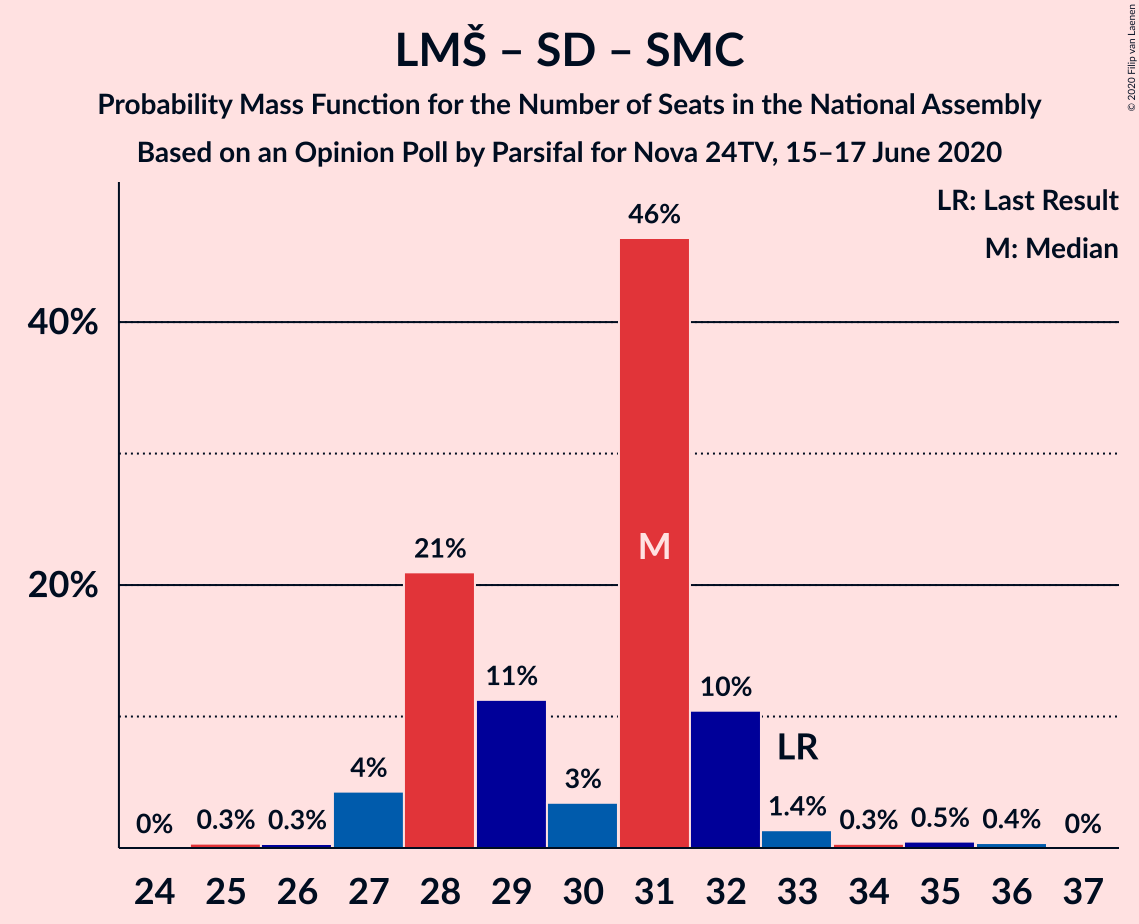 LMŠ – SD – SMC
Probability Mass Function for the Number of Seats in the National Assembly
Based on an Opinion Poll by Parsifal for Nova 24TV, 15–17 June 2020
© 2020 Filip van Laenen
LR: Last Result
M: Median
40%
20%
0%
0.3%
0.3%
4%
21%
11%
3%
46%
M
10%
LR
1.4%
0.3%
0.5%
0.4%
0%
24 25 26 27 28 29 30 31 32 33 34 35 36 37